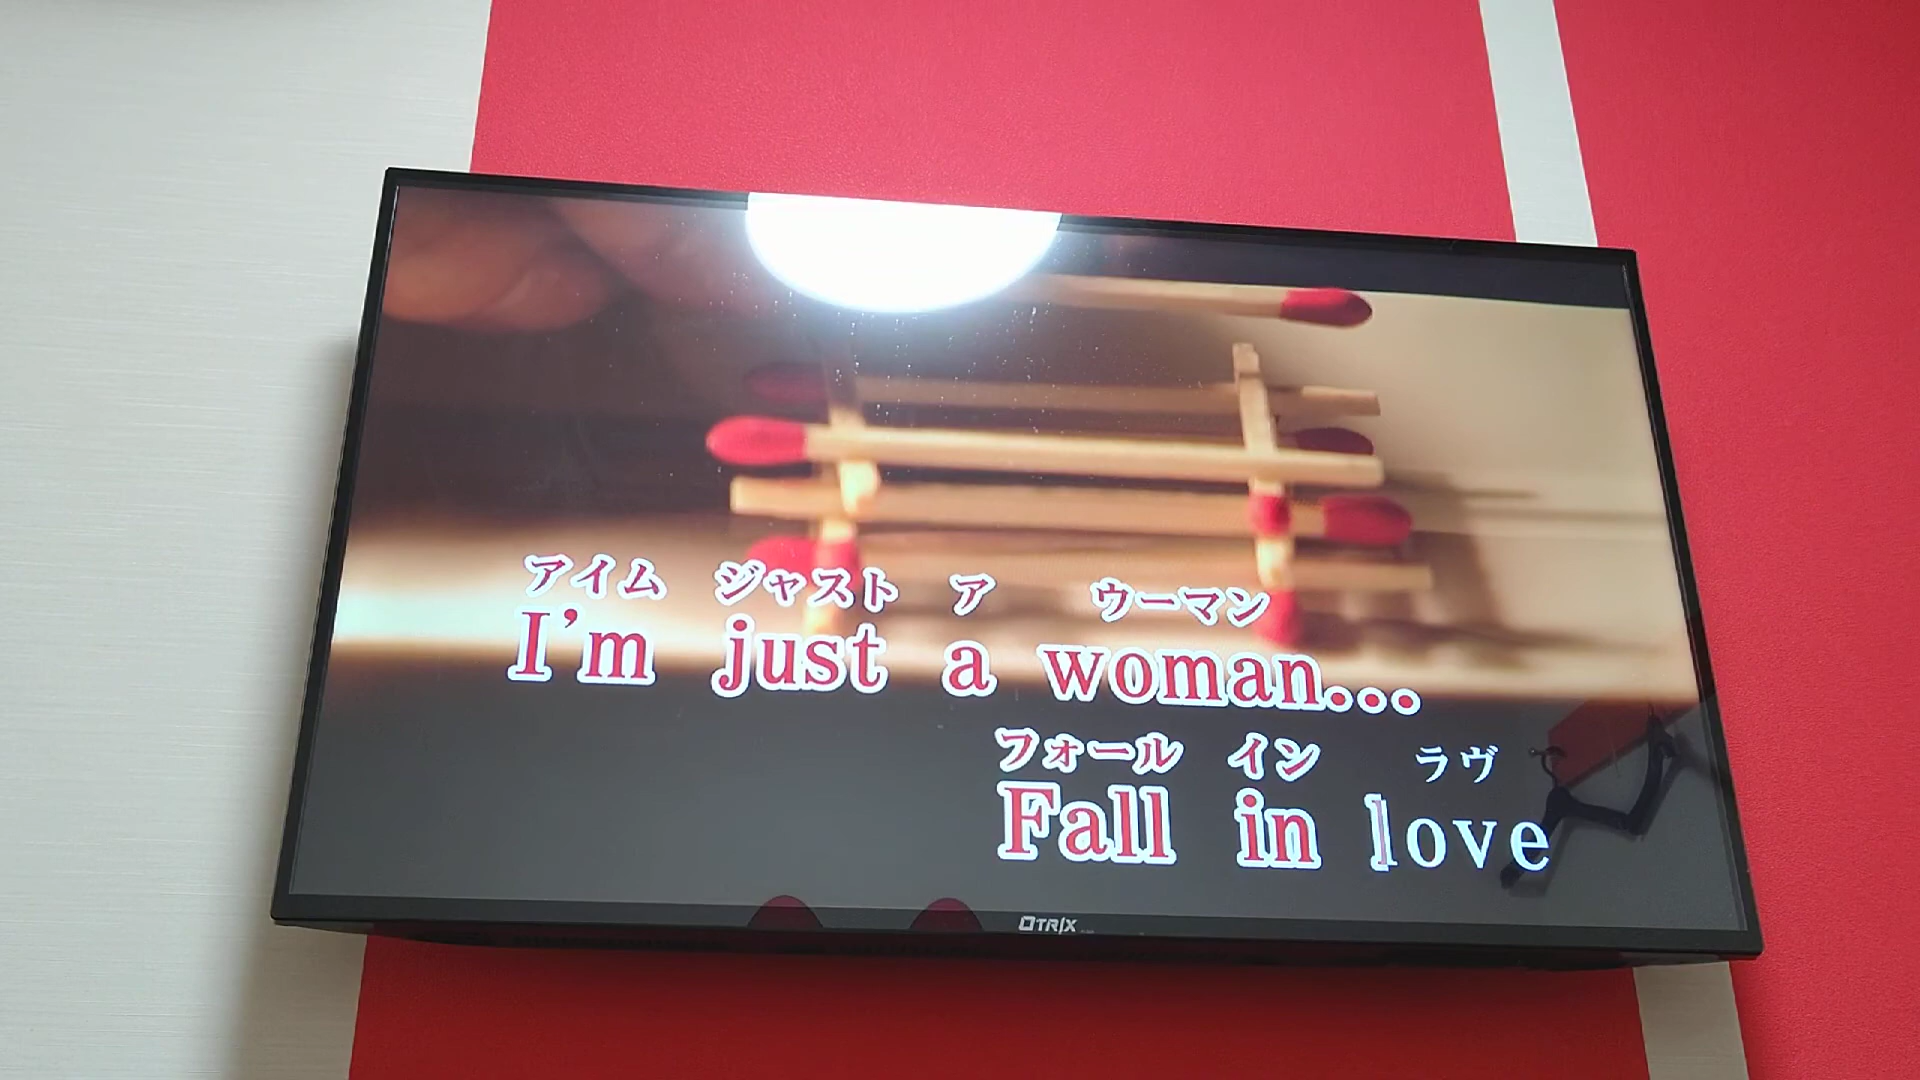 アイム ジャスト ア ウーマン
I'm just a woman...
フォール イン ラヴ
Fall in love
QTRIX